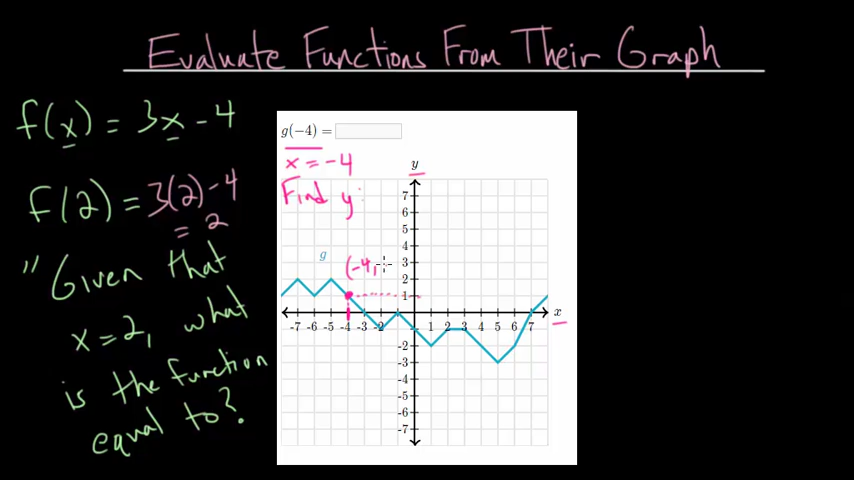 Evaluate Functions From Their Graph
f(x) = 3x - 4
f(2) = 3(2) - 4
= 2
"Given that
x = 2, what
is the function
equal to?
g(−4) =
x = -4
Find y
y
g
(-4,
x
7
6
5
4
3
2
1
-7 -6 -5 -4 -3 -2 1 2 3 4 5 6 7
-2
-3
-4
-5
-6
-7